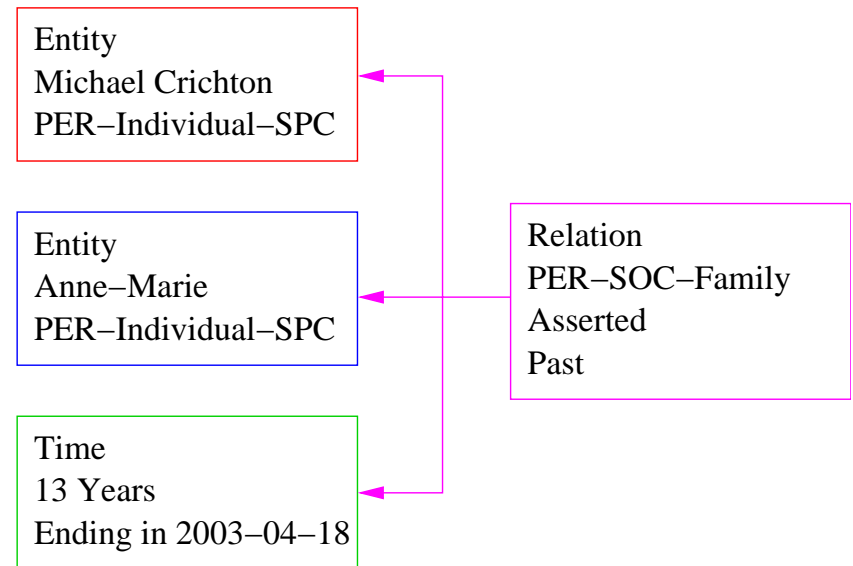 Entity
Michael Crichton
PER−Individual−SPC
Entity
Anne−Marie
PER−Individual−SPC
Time
13 Years
Ending in 2003−04−18
Relation
PER−SOC−Family
Asserted
Past